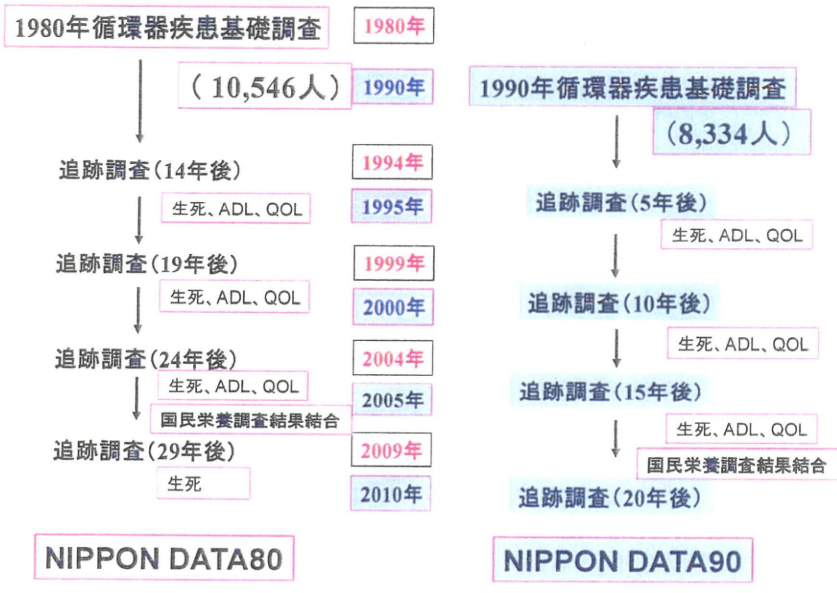 1980年循環器疾患基礎調査
(10,546人)
追跡調査(14年後)
生死、ADL、QOL
追跡調査(19年後)
生死、ADL、QOL
追跡調査(24年後)
生死、ADL、QOL
国民栄養調査結果結合
追跡調査(29年後)
生死
NIPPON DATA80
1980年
1990年
1994年
1995年
1999年
2000年
2004年
2005年
2009年
2010年
1990年循環器疾患基礎調査
(8,334人)
追跡調査(5年後)
生死、ADL、QOL
追跡調査(10年後)
生死、ADL、QOL
追跡調査(15年後)
生死、ADL、QOL
国民栄養調査結果結合
追跡調査(20年後)
NIPPON DATA90